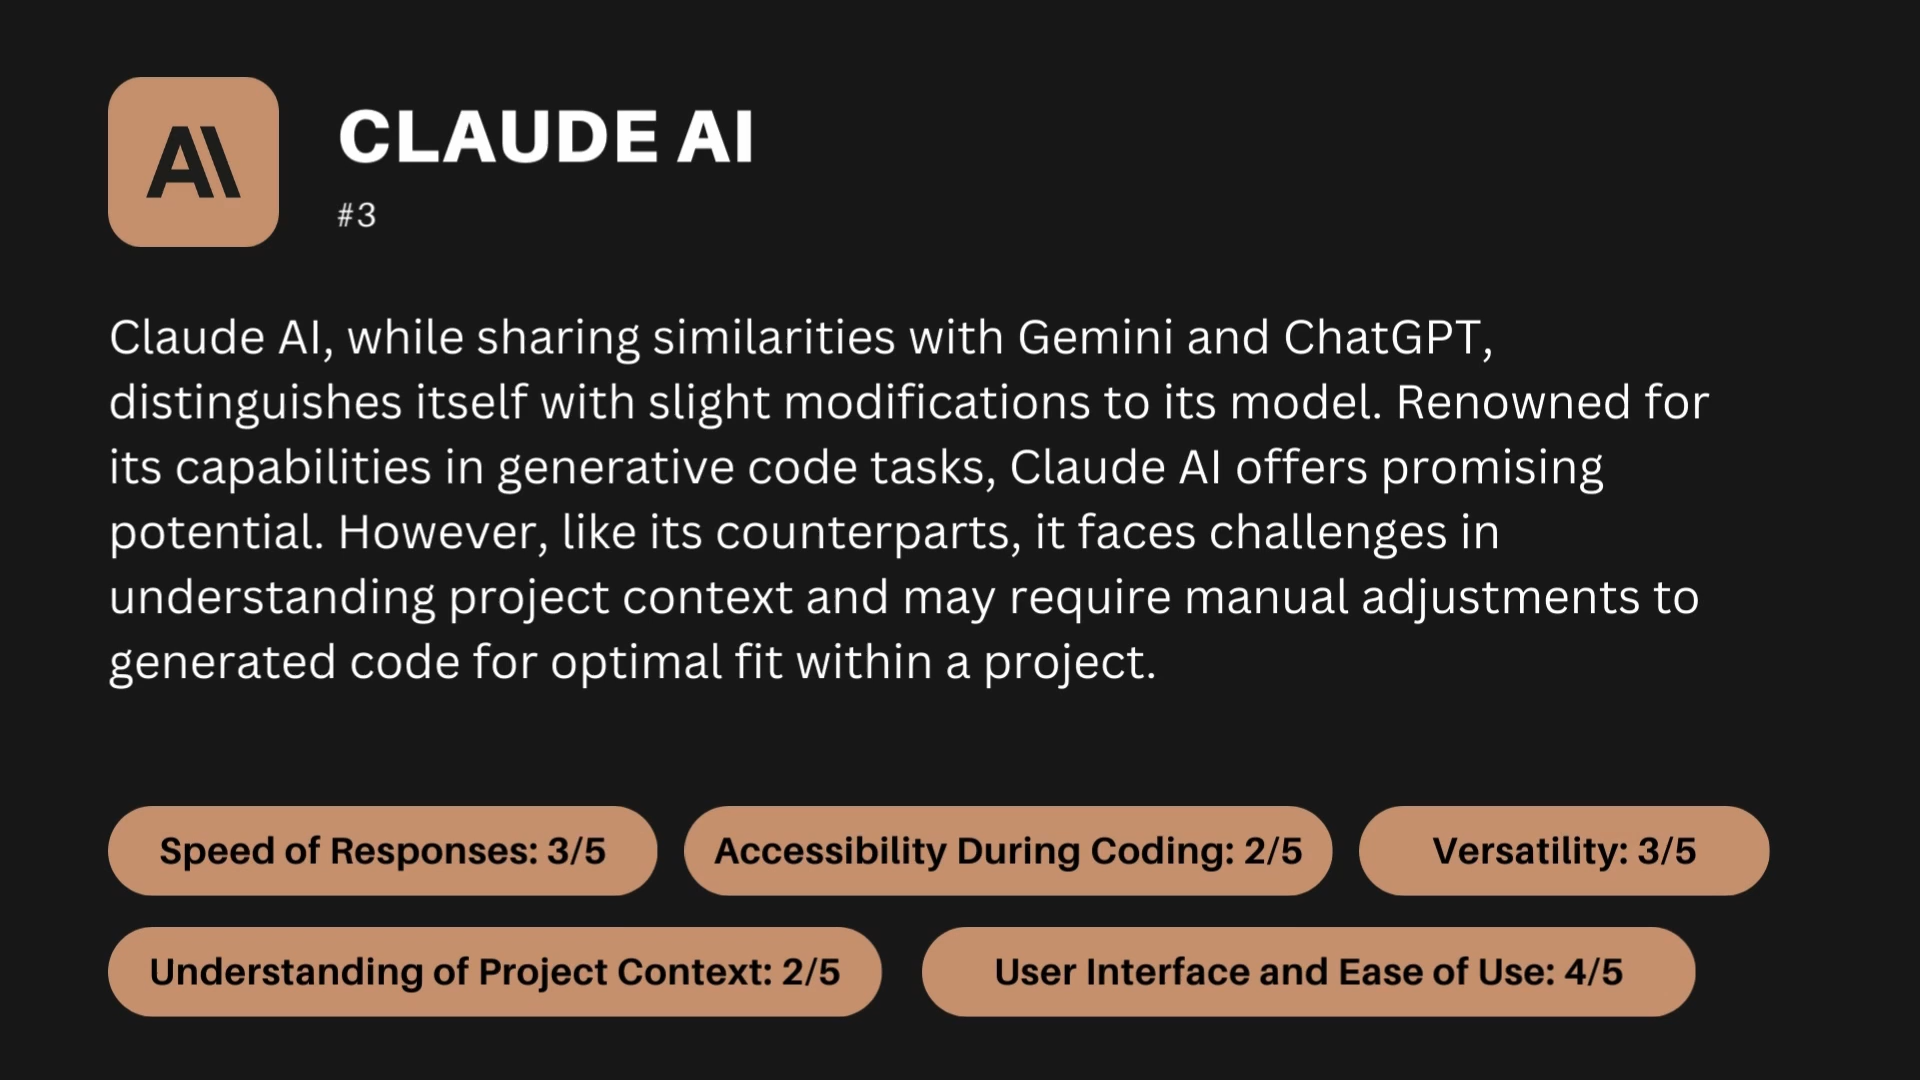 AI
CLAUDE AI
#3
Claude AI, while sharing similarities with Gemini and ChatGPT,
distinguishes itself with slight modifications to its model. Renowned for
its capabilities in generative code tasks, Claude AI offers promising
potential. However, like its counterparts, it faces challenges in
understanding project context and may require manual adjustments to
generated code for optimal fit within a project.
Speed of Responses: 3/5
Accessibility During Coding: 2/5
Versatility: 3/5
Understanding of Project Context: 2/5
User Interface and Ease of Use: 4/5